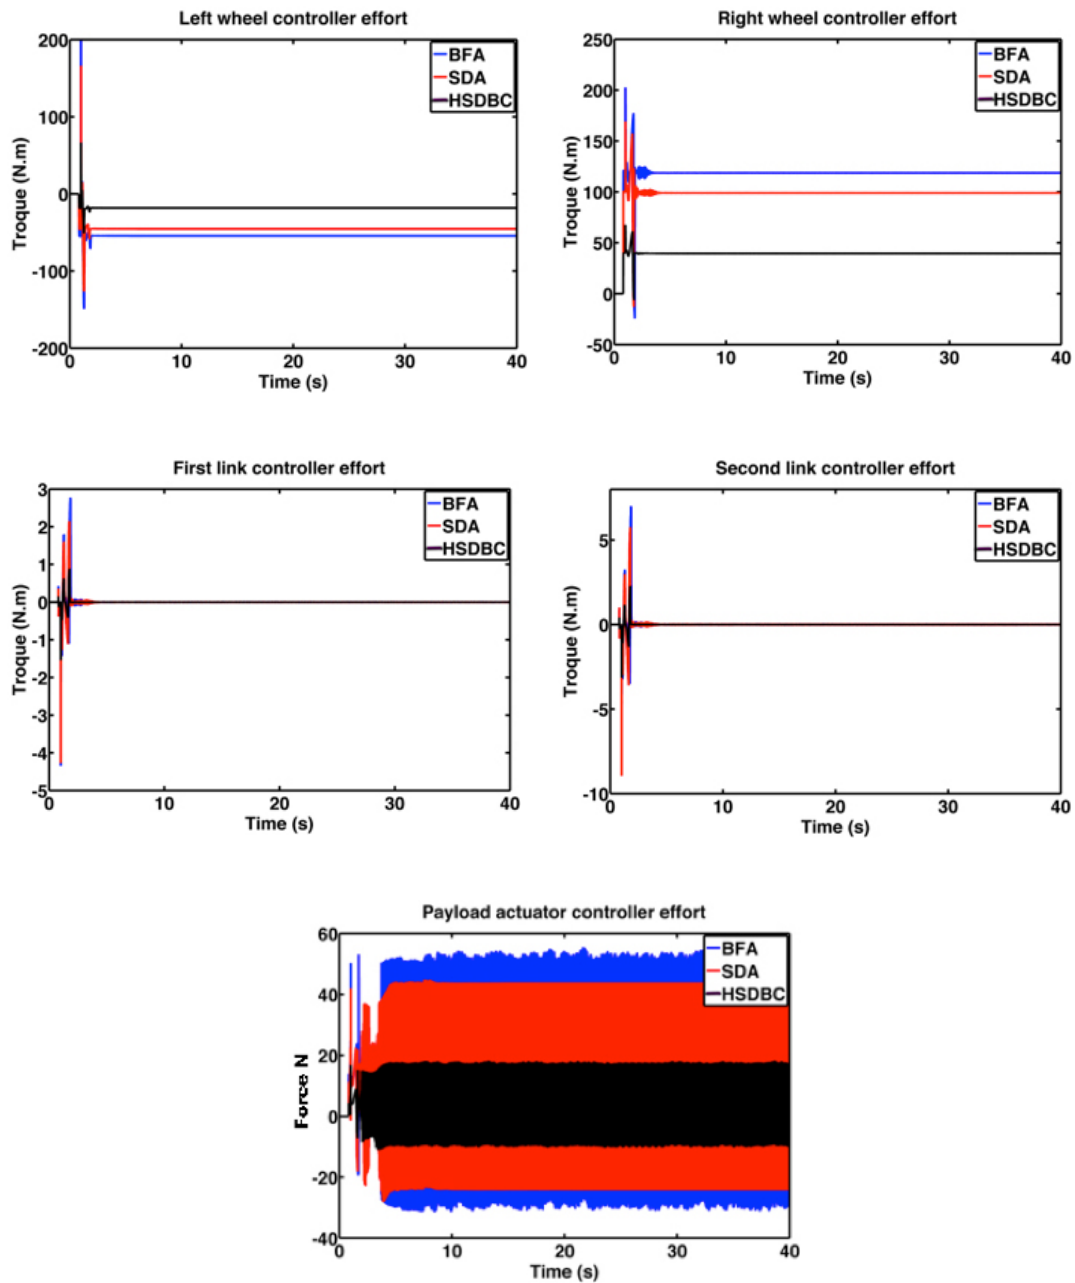 Left wheel controller effort
200
100
0
-100
-200
0
10
20
30
40
Troque (N.m)
Time (s)
BFA
SDA
HSDBC
Right wheel controller effort
250
200
150
100
50
0
-50
0
10
20
30
40
Troque (N.m)
Time (s)
BFA
SDA
HSDBC
First link controller effort
3
2
1
0
-1
-2
-3
-4
-5
0
10
20
30
40
Troque (N.m)
Time (s)
BFA
SDA
HSDBC
Second link controller effort
5
0
-5
-10
0
10
20
30
40
Troque (N.m)
Time (s)
BFA
SDA
HSDBC
Payload actuator controller effort
60
40
20
0
-20
-40
0
10
20
30
40
Force N
Time (s)
BFA
SDA
HSDBC